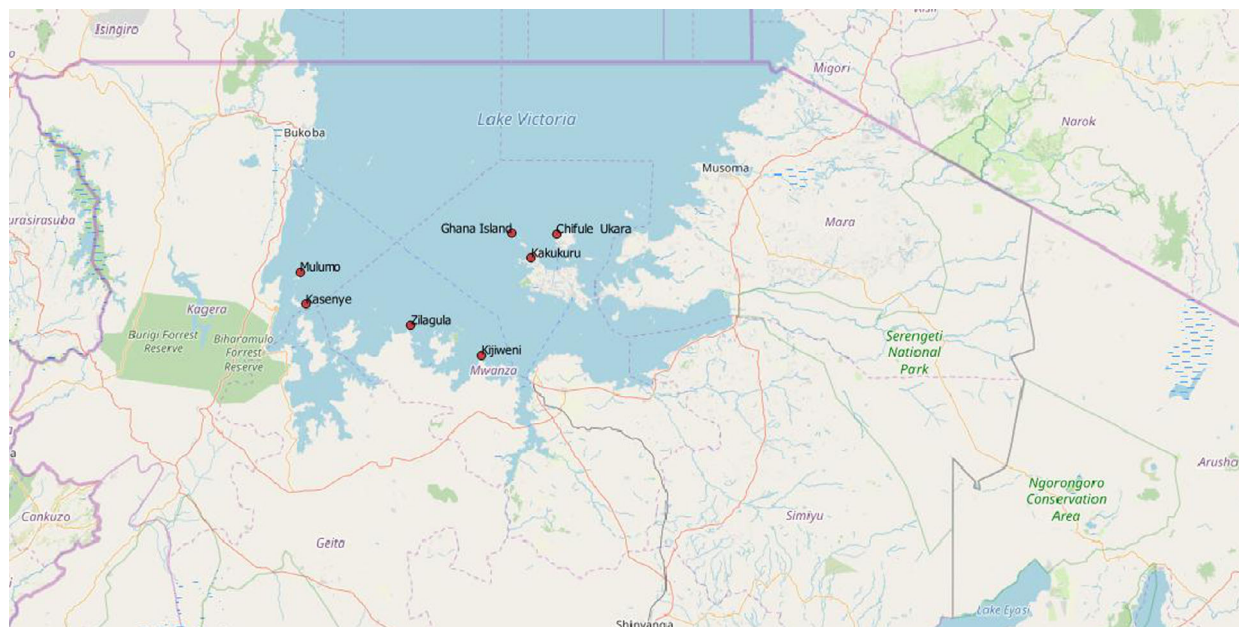 Isingiro
Migori
Narok
Lake Victoria
Bukoba
Musoma
Mara
Ghana Island
Chifule Ukara
Kakukuru
Mulumo
Kasenye
Kagera
Zilagula
Burigi Forrest
Reserve
Biharamulo
Forrest
Reserve
Kijiweni
Mwanza
Serengeti
National
Park
Arusha
Ngorongoro
Conservation
Area
Cankuzo
Simiyu
Geita
Lake Eyasi
Shinyanga